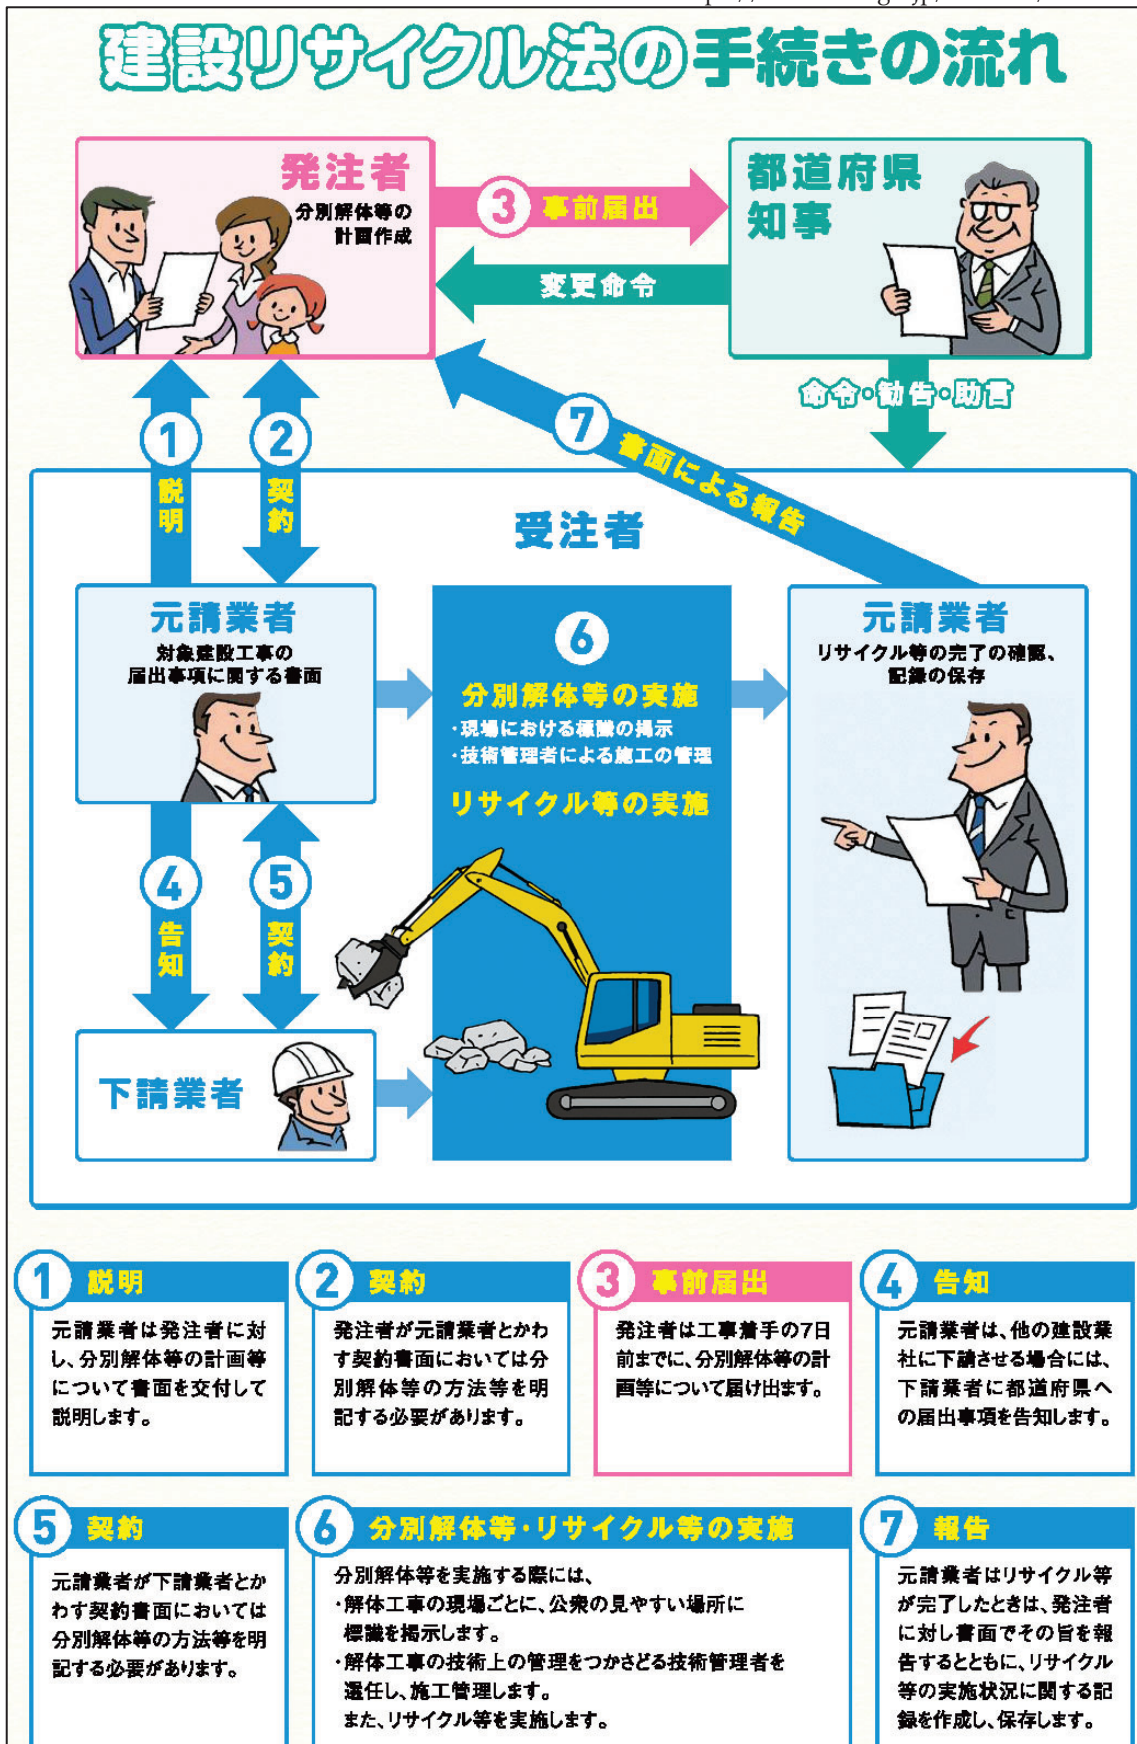 建設リサイクル法の手続きの流れ
発注者
分別解体等の
計画作成
3 事前届出
都道府県
知事
変更命令
命令・勧告・助言
1
説明
2
契約
7 書面による報告
受注者
元請業者
対象建設工事の
届出事項に関する書面
6
分別解体等の実施
・現場における標識の掲示
・技術管理者による施工の管理
リサイクル等の実施
元請業者
リサイクル等の完了の確認、
記録の保存
4
告知
5
契約
下請業者
1 説明
元請業者は発注者に対
し、分別解体等の計画等
について書面を交付して
説明します。
2 契約
発注者が元請業者とかわ
す契約書面においては分
別解体等の方法等を明
記する必要があります。
3 事前届出
発注者は工事着手の7日
前までに、分別解体等の計
画等について届け出ます。
4 告知
元請業者は、他の建設業
社に下請させる場合には、
下請業者に都道府県へ
の届出事項を告知します。
5 契約
元請業者が下請業者とか
わす契約書面においては
分別解体等の方法等を明
記する必要があります。
6 分別解体等・リサイクル等の実施
分別解体等を実施する際には、
・解体工事の現場ごとに、公衆の見やすい場所に
標識を掲示します。
・解体工事の技術上の管理をつかさどる技術管理者を
選任し、施工管理します。
また、リサイクル等を実施します。
7 報告
元請業者はリサイクル等
が完了したときは、発注者
に対し書面でその旨を報
告するとともに、リサイクル
等の実施状況に関する記
録を作成し、保存します。